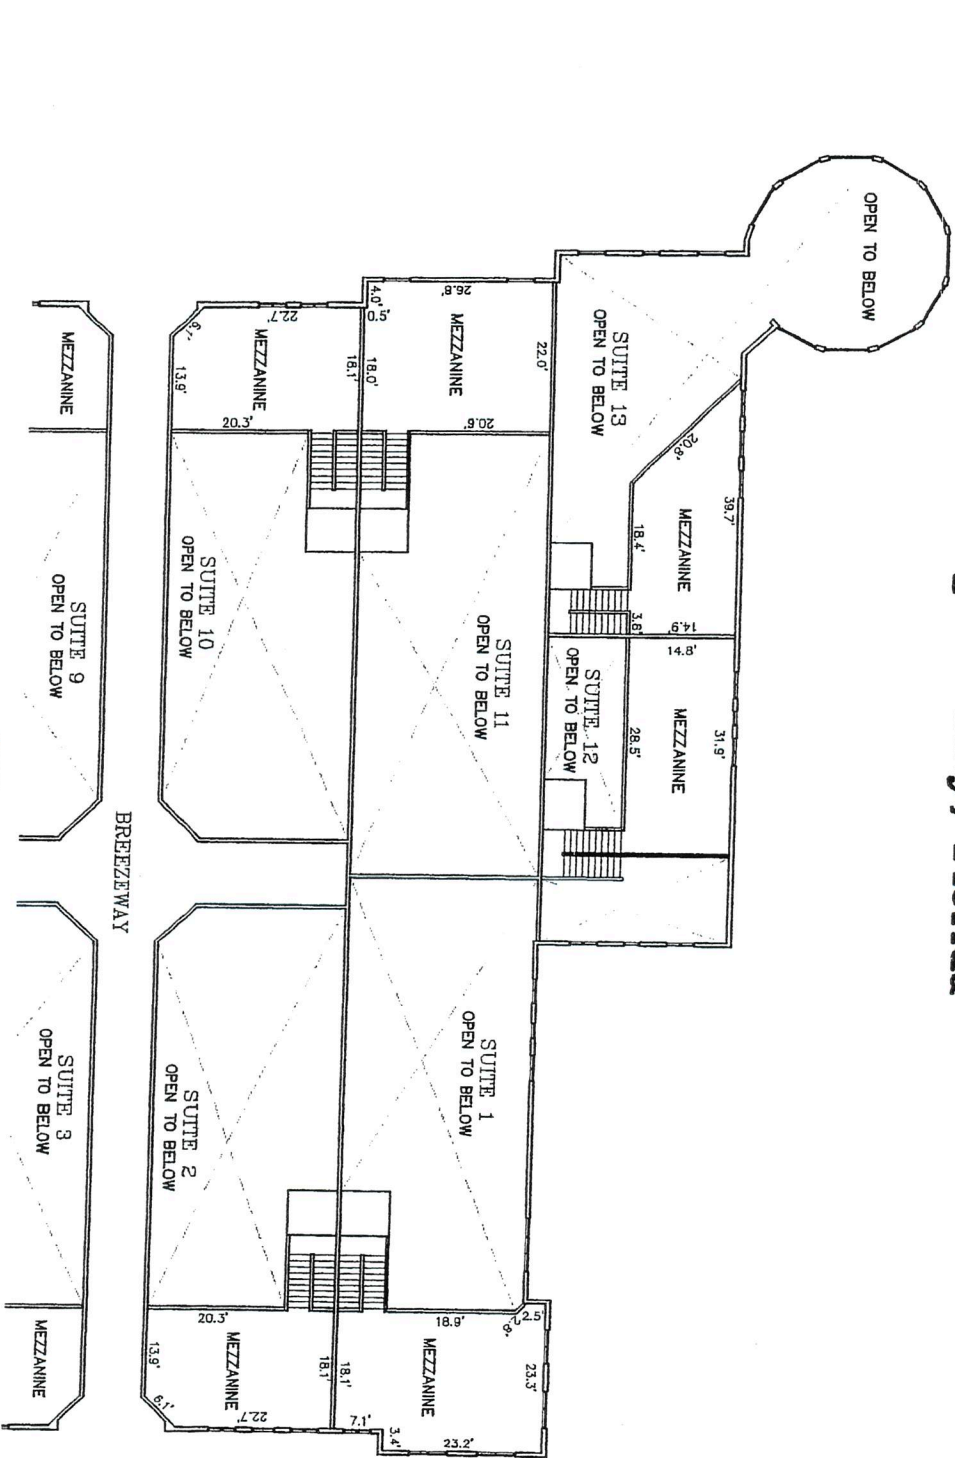 OPEN TO BELOW
SUITE 13
OPEN TO BELOW
20.8'
39.7'
MEZZANINE
18.4'
3.6'
14.9'
14.8'
31.9'
MEZZANINE
28.5'
SUITE 12
OPEN TO BELOW
4.0'
0.5'
26.8'
MEZZANINE
22.0'
18.0'
20.6'
SUITE 11
OPEN TO BELOW
22.7'
MEZZANINE
18.1'
6.1'
13.9'
20.3'
SUITE 10
OPEN TO BELOW
MEZZANINE
SUITE 9
OPEN TO BELOW
BREEZEWAY
SUITE 1
OPEN TO BELOW
18.9'
2.5'
23.3'
MEZZANINE
18.1'
7.1'
3.4'
23.2'
SUITE 2
OPEN TO BELOW
20.3'
MEZZANINE
18.1'
13.9'
6.1'
22.7'
SUITE 3
OPEN TO BELOW
MEZZANINE